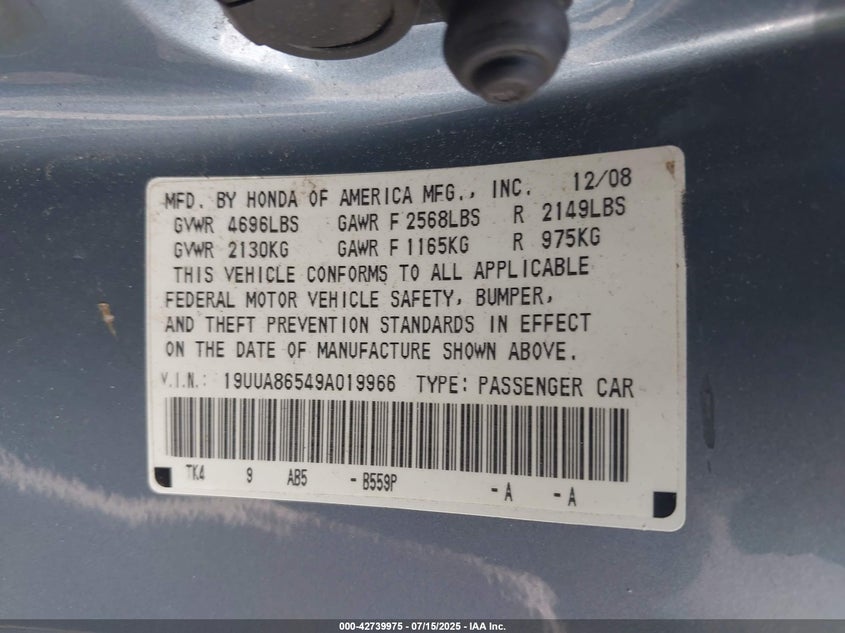 MFD. BY HONDA OF AMERICA MFG., INC. 12/08
GVWR 4696LBS GAWR F 2568LBS R 2149LBS
GVWR 2130KG GAWR F 1165KG R 975KG
THIS VEHICLE CONFORMS TO ALL APPLICABLE
FEDERAL MOTOR VEHICLE SAFETY, BUMPER,
AND THEFT PREVENTION STANDARDS IN EFFECT
ON THE DATE OF MANUFACTURE SHOWN ABOVE.
V.I.N.: 19UUA86549A019966 TYPE: PASSENGER CAR
TK4 9 AB5 - B559P - A - A
000-42739975 - 07/15/2025 - IAA Inc.